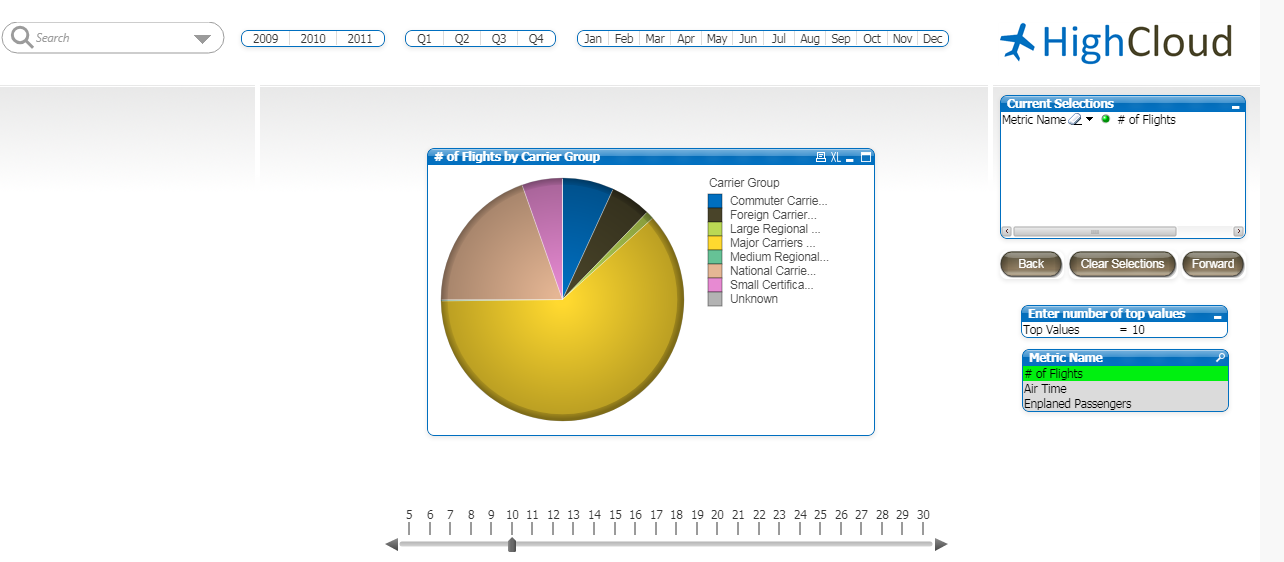 Search
2009 2010 2011
Q1 Q2 Q3 Q4
Jan Feb Mar Apr May Jun Jul Aug Sep Oct Nov Dec
HighCloud
Current Selections
Metric Name # of Flights
# of Flights by Carrier Group XL
Carrier Group
Commuter Carrie...
Foreign Carrier...
Large Regional ...
Major Carriers ...
Medium Regional...
National Carrie...
Small Certifica...
Unknown
Back Clear Selections Forward
Enter number of top values
Top Values = 10
Metric Name
# of Flights
Air Time
Enplaned Passengers
5 6 7 8 9 10 11 12 13 14 15 16 17 18 19 20 21 22 23 24 25 26 27 28 29 30